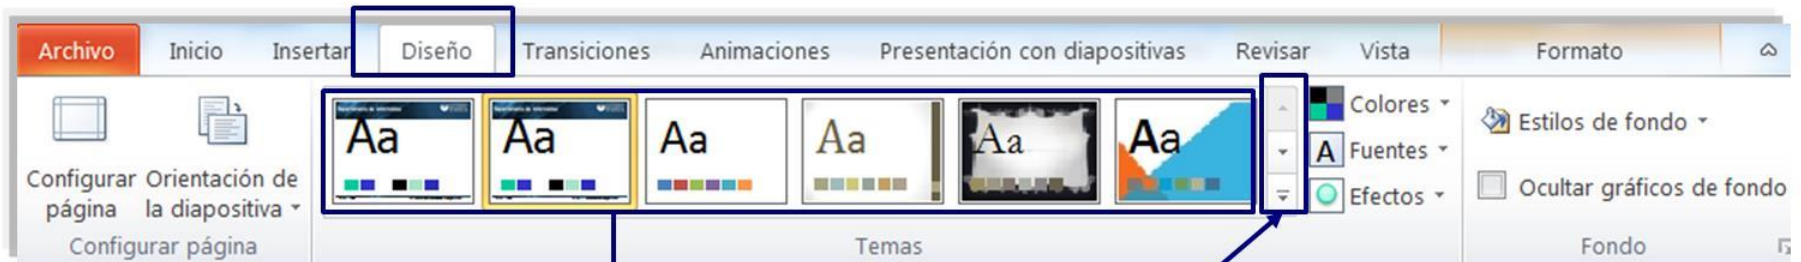 Archivo Inicio Insertar Diseño Transiciones Animaciones Presentación con diapositivas Revisar Vista Formato
Aa Aa Aa Aa Aa Aa
Colores
Fuentes
Efectos
Estilos de fondo
Ocultar gráficos de fondo
Configurar página
Orientación de la diapositiva
Configurar página Temas Fondo